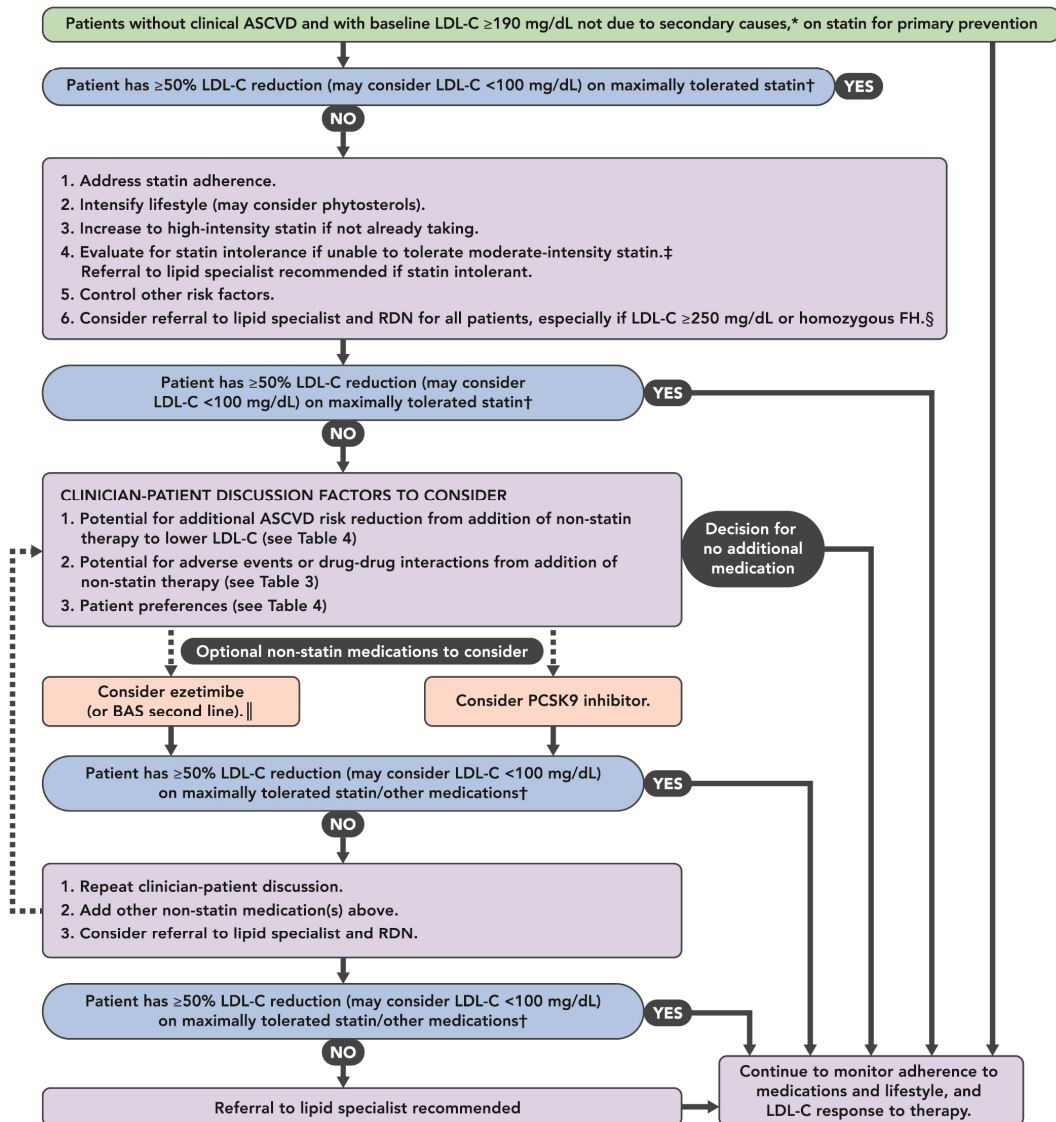 Patients without clinical ASCVD and with baseline LDL-C ≥190 mg/dL not due to secondary causes,* on statin for primary prevention
Patient has ≥50% LDL-C reduction (may consider LDL-C <100 mg/dL) on maximally tolerated statin†
YES
NO
1. Address statin adherence.
2. Intensify lifestyle (may consider phytosterols).
3. Increase to high-intensity statin if not already taking.
4. Evaluate for statin intolerance if unable to tolerate moderate-intensity statin.‡
Referral to lipid specialist recommended if statin intolerant.
5. Control other risk factors.
6. Consider referral to lipid specialist and RDN for all patients, especially if LDL-C ≥250 mg/dL or homozygous FH.§
Patient has ≥50% LDL-C reduction (may consider
LDL-C <100 mg/dL) on maximally tolerated statin†
YES
NO
CLINICIAN-PATIENT DISCUSSION FACTORS TO CONSIDER
1. Potential for additional ASCVD risk reduction from addition of non-statin
therapy to lower LDL-C (see Table 4)
2. Potential for adverse events or drug-drug interactions from addition of
non-statin therapy (see Table 3)
3. Patient preferences (see Table 4)
Decision for
no additional
medication
Optional non-statin medications to consider
Consider ezetimibe
(or BAS second line).‖
Consider PCSK9 inhibitor.
Patient has ≥50% LDL-C reduction (may consider LDL-C <100 mg/dL)
on maximally tolerated statin/other medications†
YES
NO
1. Repeat clinician-patient discussion.
2. Add other non-statin medication(s) above.
3. Consider referral to lipid specialist and RDN.
Patient has ≥50% LDL-C reduction (may consider LDL-C <100 mg/dL)
on maximally tolerated statin/other medications†
YES
NO
Referral to lipid specialist recommended
Continue to monitor adherence to
medications and lifestyle, and
LDL-C response to therapy.